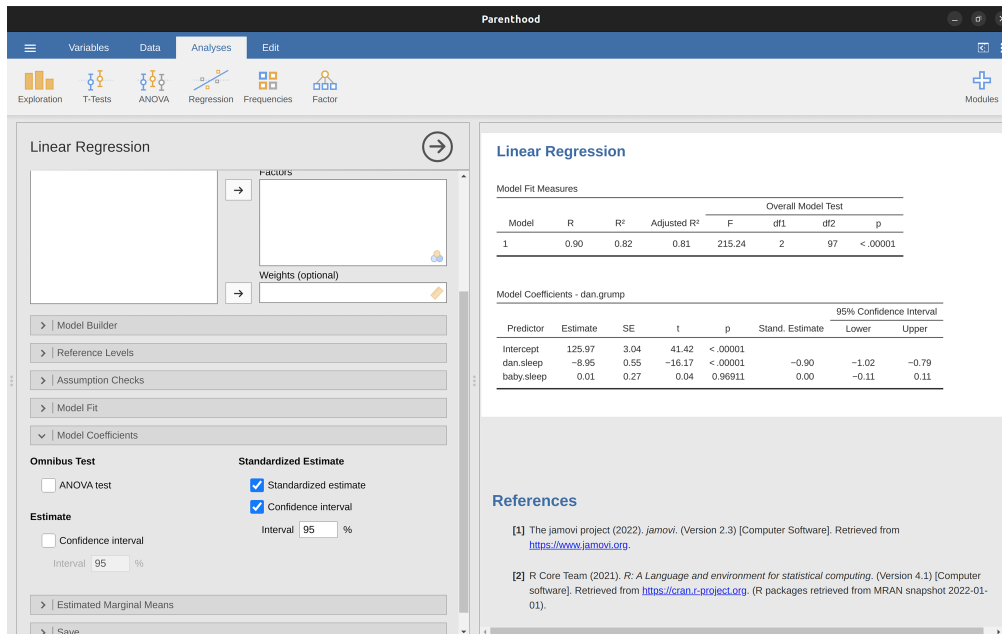 Parenthood
Variables Data Analyses Edit
Exploration T-Tests ANOVA Regression Frequencies Factor Modules
Linear Regression
Factors
Weights (optional)
Model Builder
Reference Levels
Assumption Checks
Model Fit
Model Coefficients
Omnibus Test
ANOVA test
Estimate
Confidence interval
Interval 95 %
Standardized Estimate
Standardized estimate
Confidence interval
Interval 95 %
Estimated Marginal Means
Save
Linear Regression
Model Fit Measures
Overall Model Test
Model R R² Adjusted R² F df1 df2 p
1 0.90 0.82 0.81 215.24 2 97 < .00001
Model Coefficients - dan.grump
95% Confidence Interval
Predictor Estimate SE t p Stand. Estimate Lower Upper
Intercept 125.97 3.04 41.42 < .00001
dan.sleep −8.95 0.55 −16.17 < .00001 −0.90 −1.02 −0.79
baby.sleep 0.01 0.27 0.04 0.96911 0.00 −0.11 0.11
References
[1] The jamovi project (2022). jamovi. (Version 2.3) [Computer Software]. Retrieved from
https://www.jamovi.org.
[2] R Core Team (2021). R: A Language and environment for statistical computing. (Version 4.1) [Computer
software]. Retrieved from https://cran.r-project.org. (R packages retrieved from MRAN snapshot 2022-01-
01).